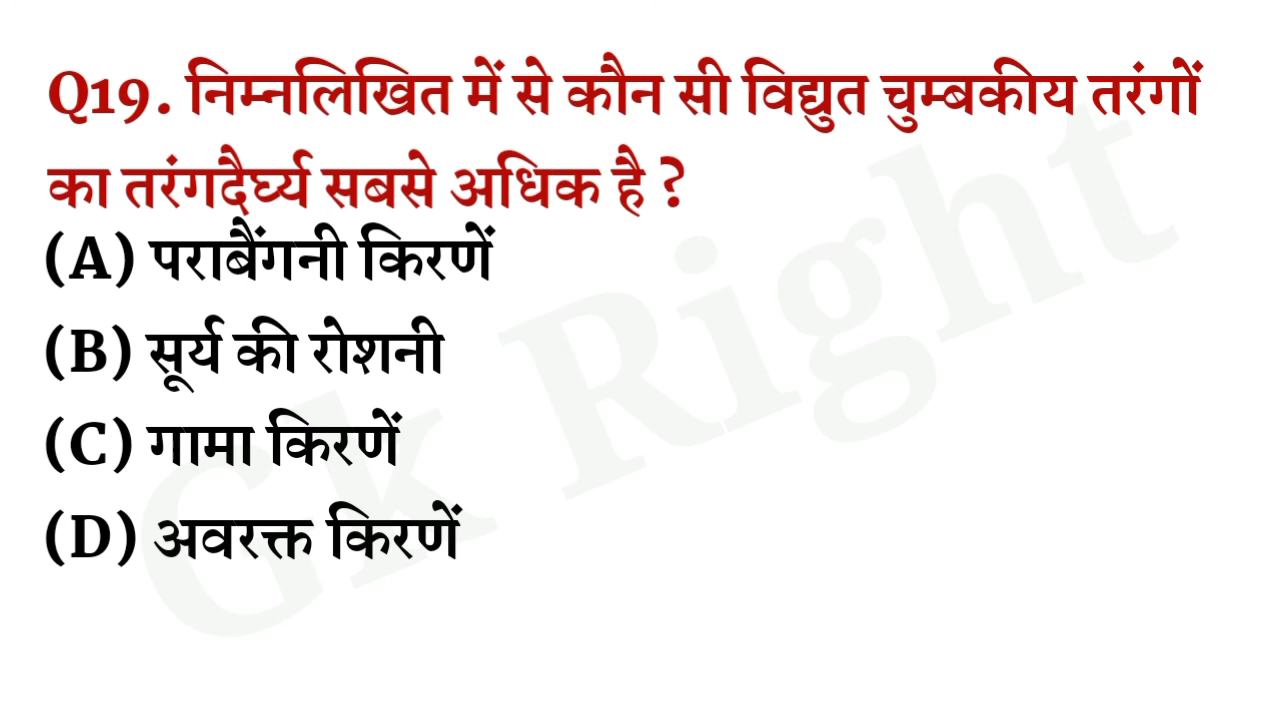 Q19. निम्नलिखित में से कौन सी विद्युत चुम्बकीय तरंगों
का तरंगदैर्घ्य सबसे अधिक है ?
(A) पराबैंगनी किरणें
(B) सूर्य की रोशनी
(C) गामा किरणें
(D) अवरक्त किरणें
Gk Right